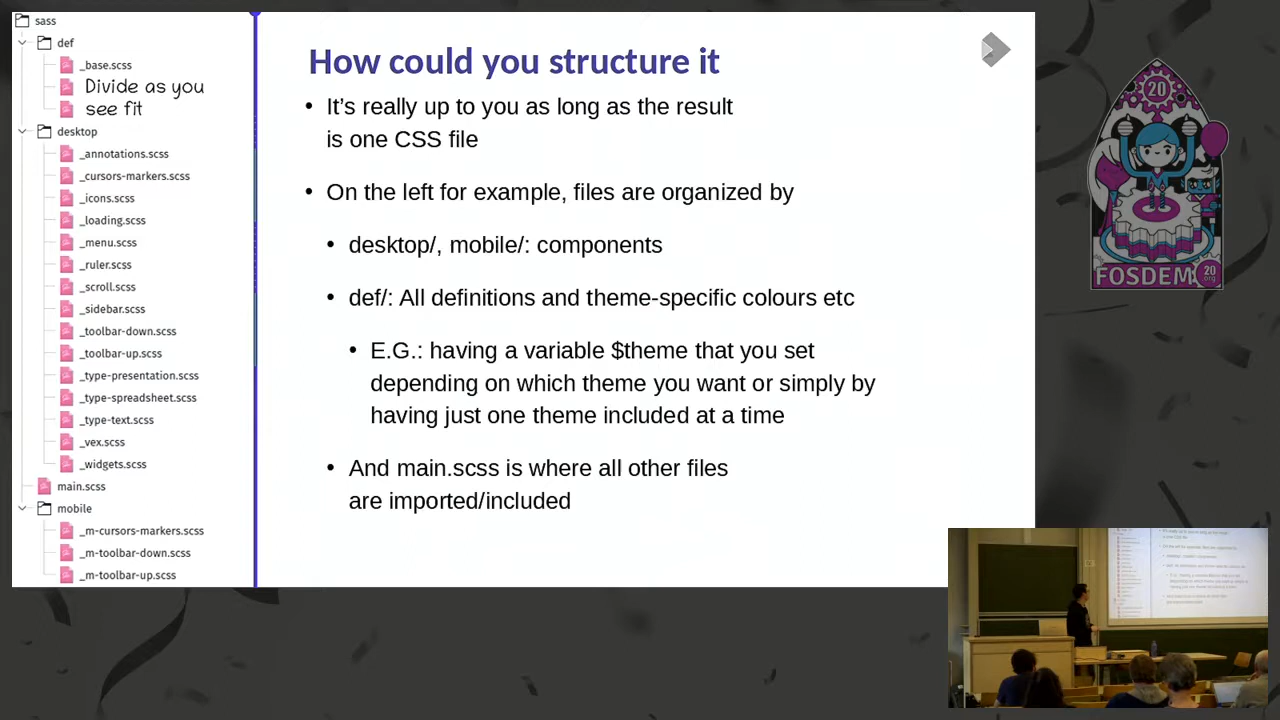 sass
def
_base.scss
Divide as you
see fit
desktop
_annotations.scss
_cursors-markers.scss
_icons.scss
_loading.scss
_menu.scss
_ruler.scss
_scroll.scss
_sidebar.scss
_toolbar-down.scss
_toolbar-up.scss
_type-presentation.scss
_type-spreadsheet.scss
_type-text.scss
_vex.scss
_widgets.scss
main.scss
mobile
_m-cursors-markers.scss
_m-toolbar-down.scss
_m-toolbar-up.scss
How could you structure it
• It’s really up to you as long as the result
is one CSS file
• On the left for example, files are organized by
• desktop/, mobile/: components
• def/: All definitions and theme-specific colours etc
• E.G.: having a variable $theme that you set
depending on which theme you want or simply by
having just one theme included at a time
• And main.scss is where all other files
are imported/included
20
FOSDEM
20
.org